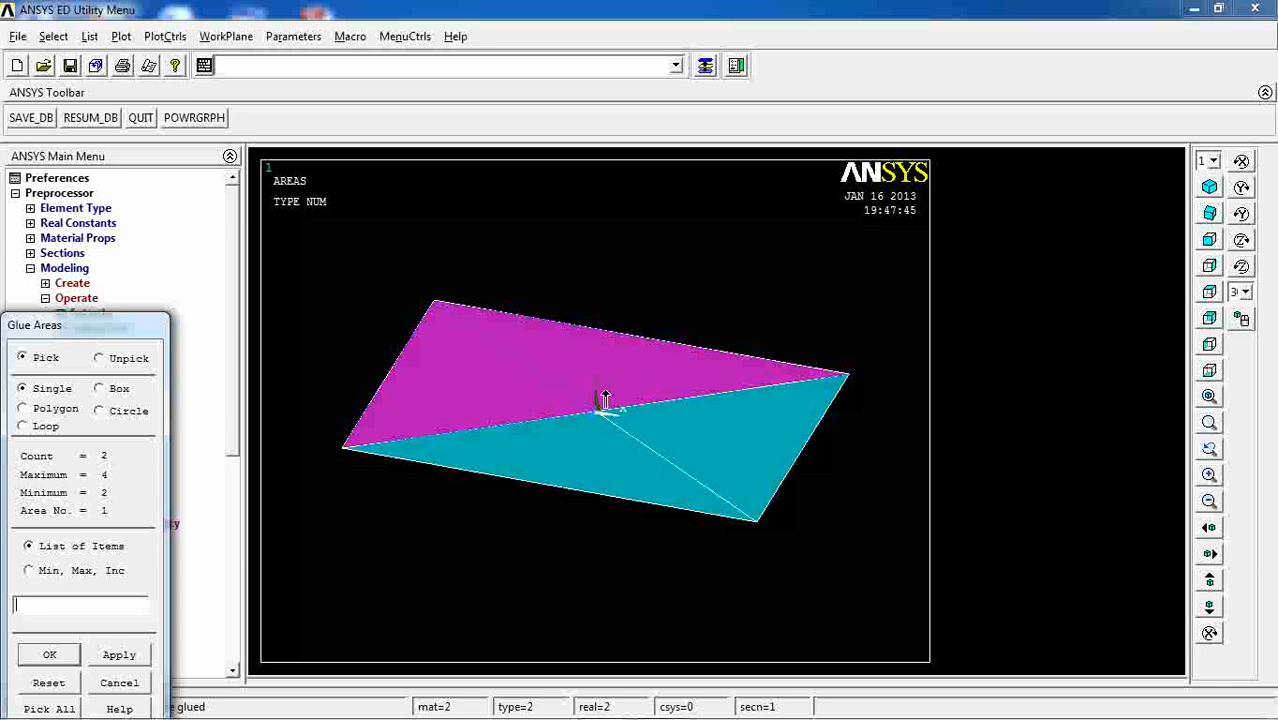 ANSYS ED Utility Menu
File Select List Plot PlotCtrls WorkPlane Parameters Macro MenuCtrls Help
ANSYS Toolbar
SAVE_DB RESUM_DB QUIT POWRGRPH
ANSYS Main Menu
Preferences
Preprocessor
Element Type
Real Constants
Material Props
Sections
Modeling
Create
Operate
Glue Areas
Pick Unpick
Single Box
Polygon Circle
Loop
Count = 2
Maximum = 4
Minimum = 2
Area No. = 1
List of Items
Min, Max, Inc
OK Apply
Reset Cancel
Pick All Help
1
AREAS
TYPE NUM
ANSYS
JAN 16 2013
19:47:45
1
glued
mat=2 type=2 real=2 csys=0 secn=1